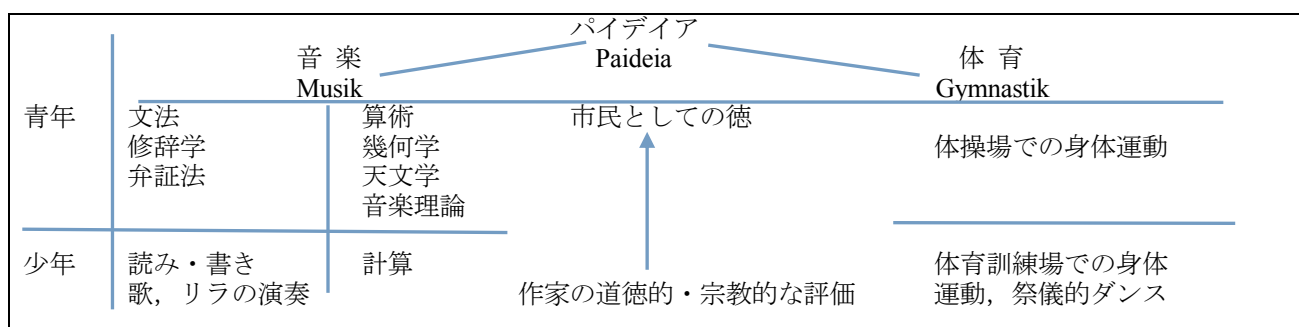 パイデイア
Paideia
音 楽
Musik
体 育
Gymnastik
青年
文法
修辞学
弁証法
算術
幾何学
天文学
音楽理論
市民としての徳
体操場での身体運動
少年
読み・書き
歌，リラの演奏
計算
作家の道徳的・宗教的な評価
体育訓練場での身体
運動，祭儀的ダンス